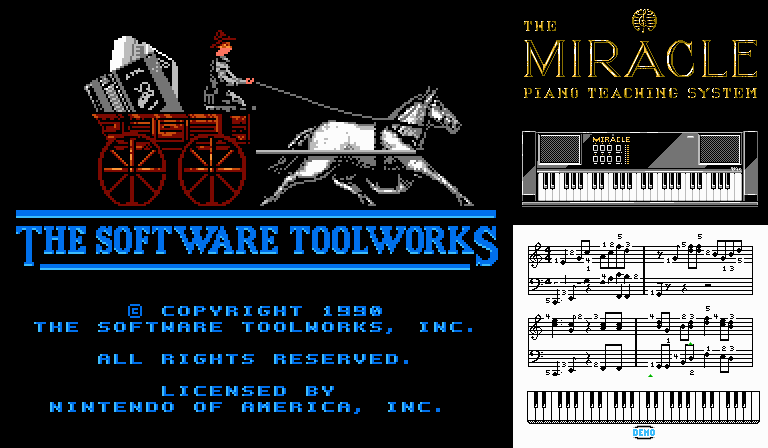 THE SOFTWARE TOOLWORKS
© COPYRIGHT 1990
THE SOFTWARE TOOLWORKS, INC.
ALL RIGHTS RESERVED.
LICENSED BY
NINTENDO OF AMERICA, INC.
THE
MIRACLE
PIANO TEACHING SYSTEM
MIRACLE
DEMO